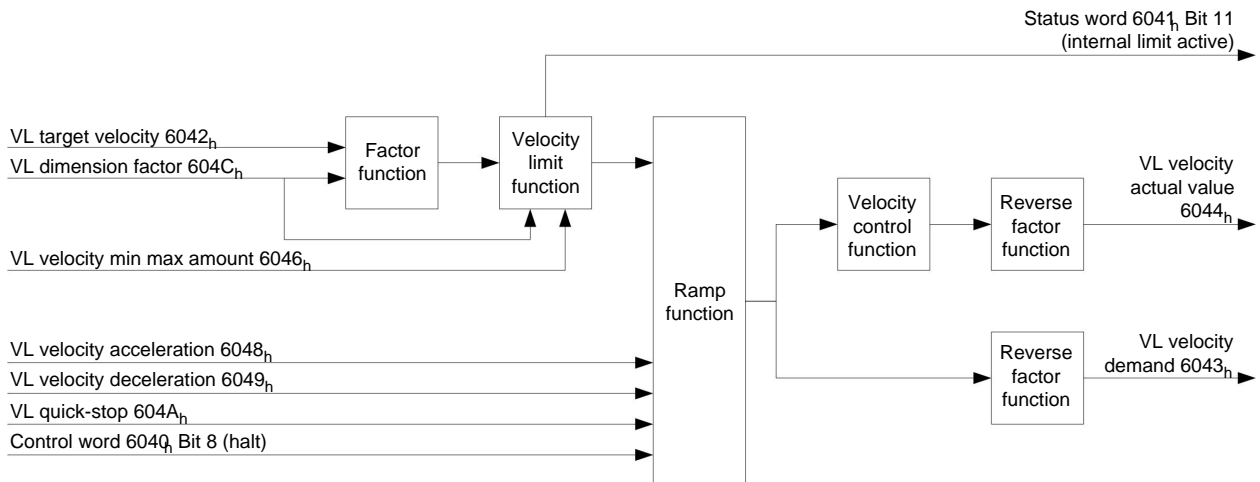 Status word 6041h Bit 11
(internal limit active)
VL target velocity 6042h
VL dimension factor 604Ch
Factor
function
Velocity
limit
function
VL velocity min max amount 6046h
Ramp
function
Velocity
control
function
Reverse
factor
function
VL velocity
actual value
6044h
VL velocity acceleration 6048h
VL velocity deceleration 6049h
VL quick-stop 604Ah
Control word 6040h Bit 8 (halt)
Reverse
factor
function
VL velocity
demand 6043h